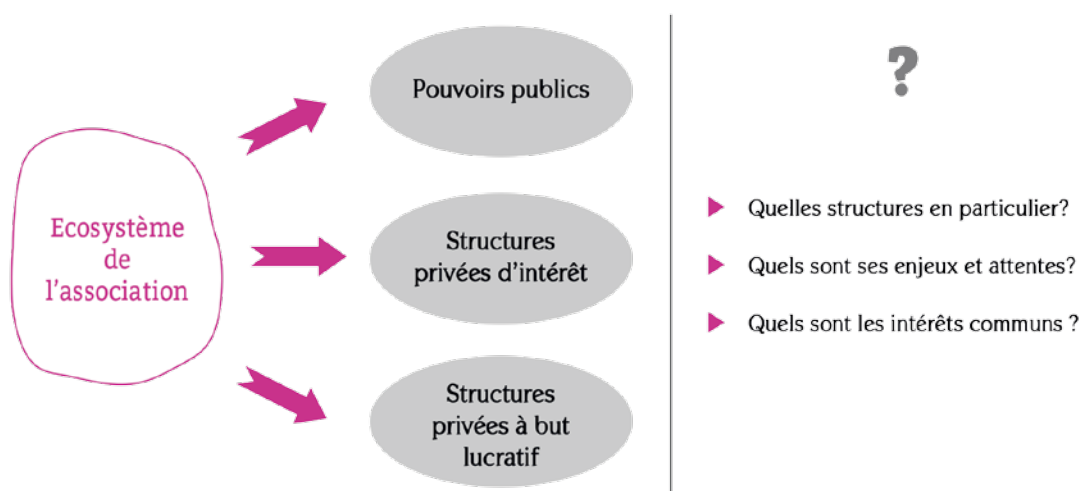 Ecosystème
de
l'association
Pouvoirs publics
Structures
privées d'intérêt
Structures
privées à but
lucratif
?
Quelles structures en particulier?
Quels sont ses enjeux et attentes?
Quels sont les intérêts communs ?